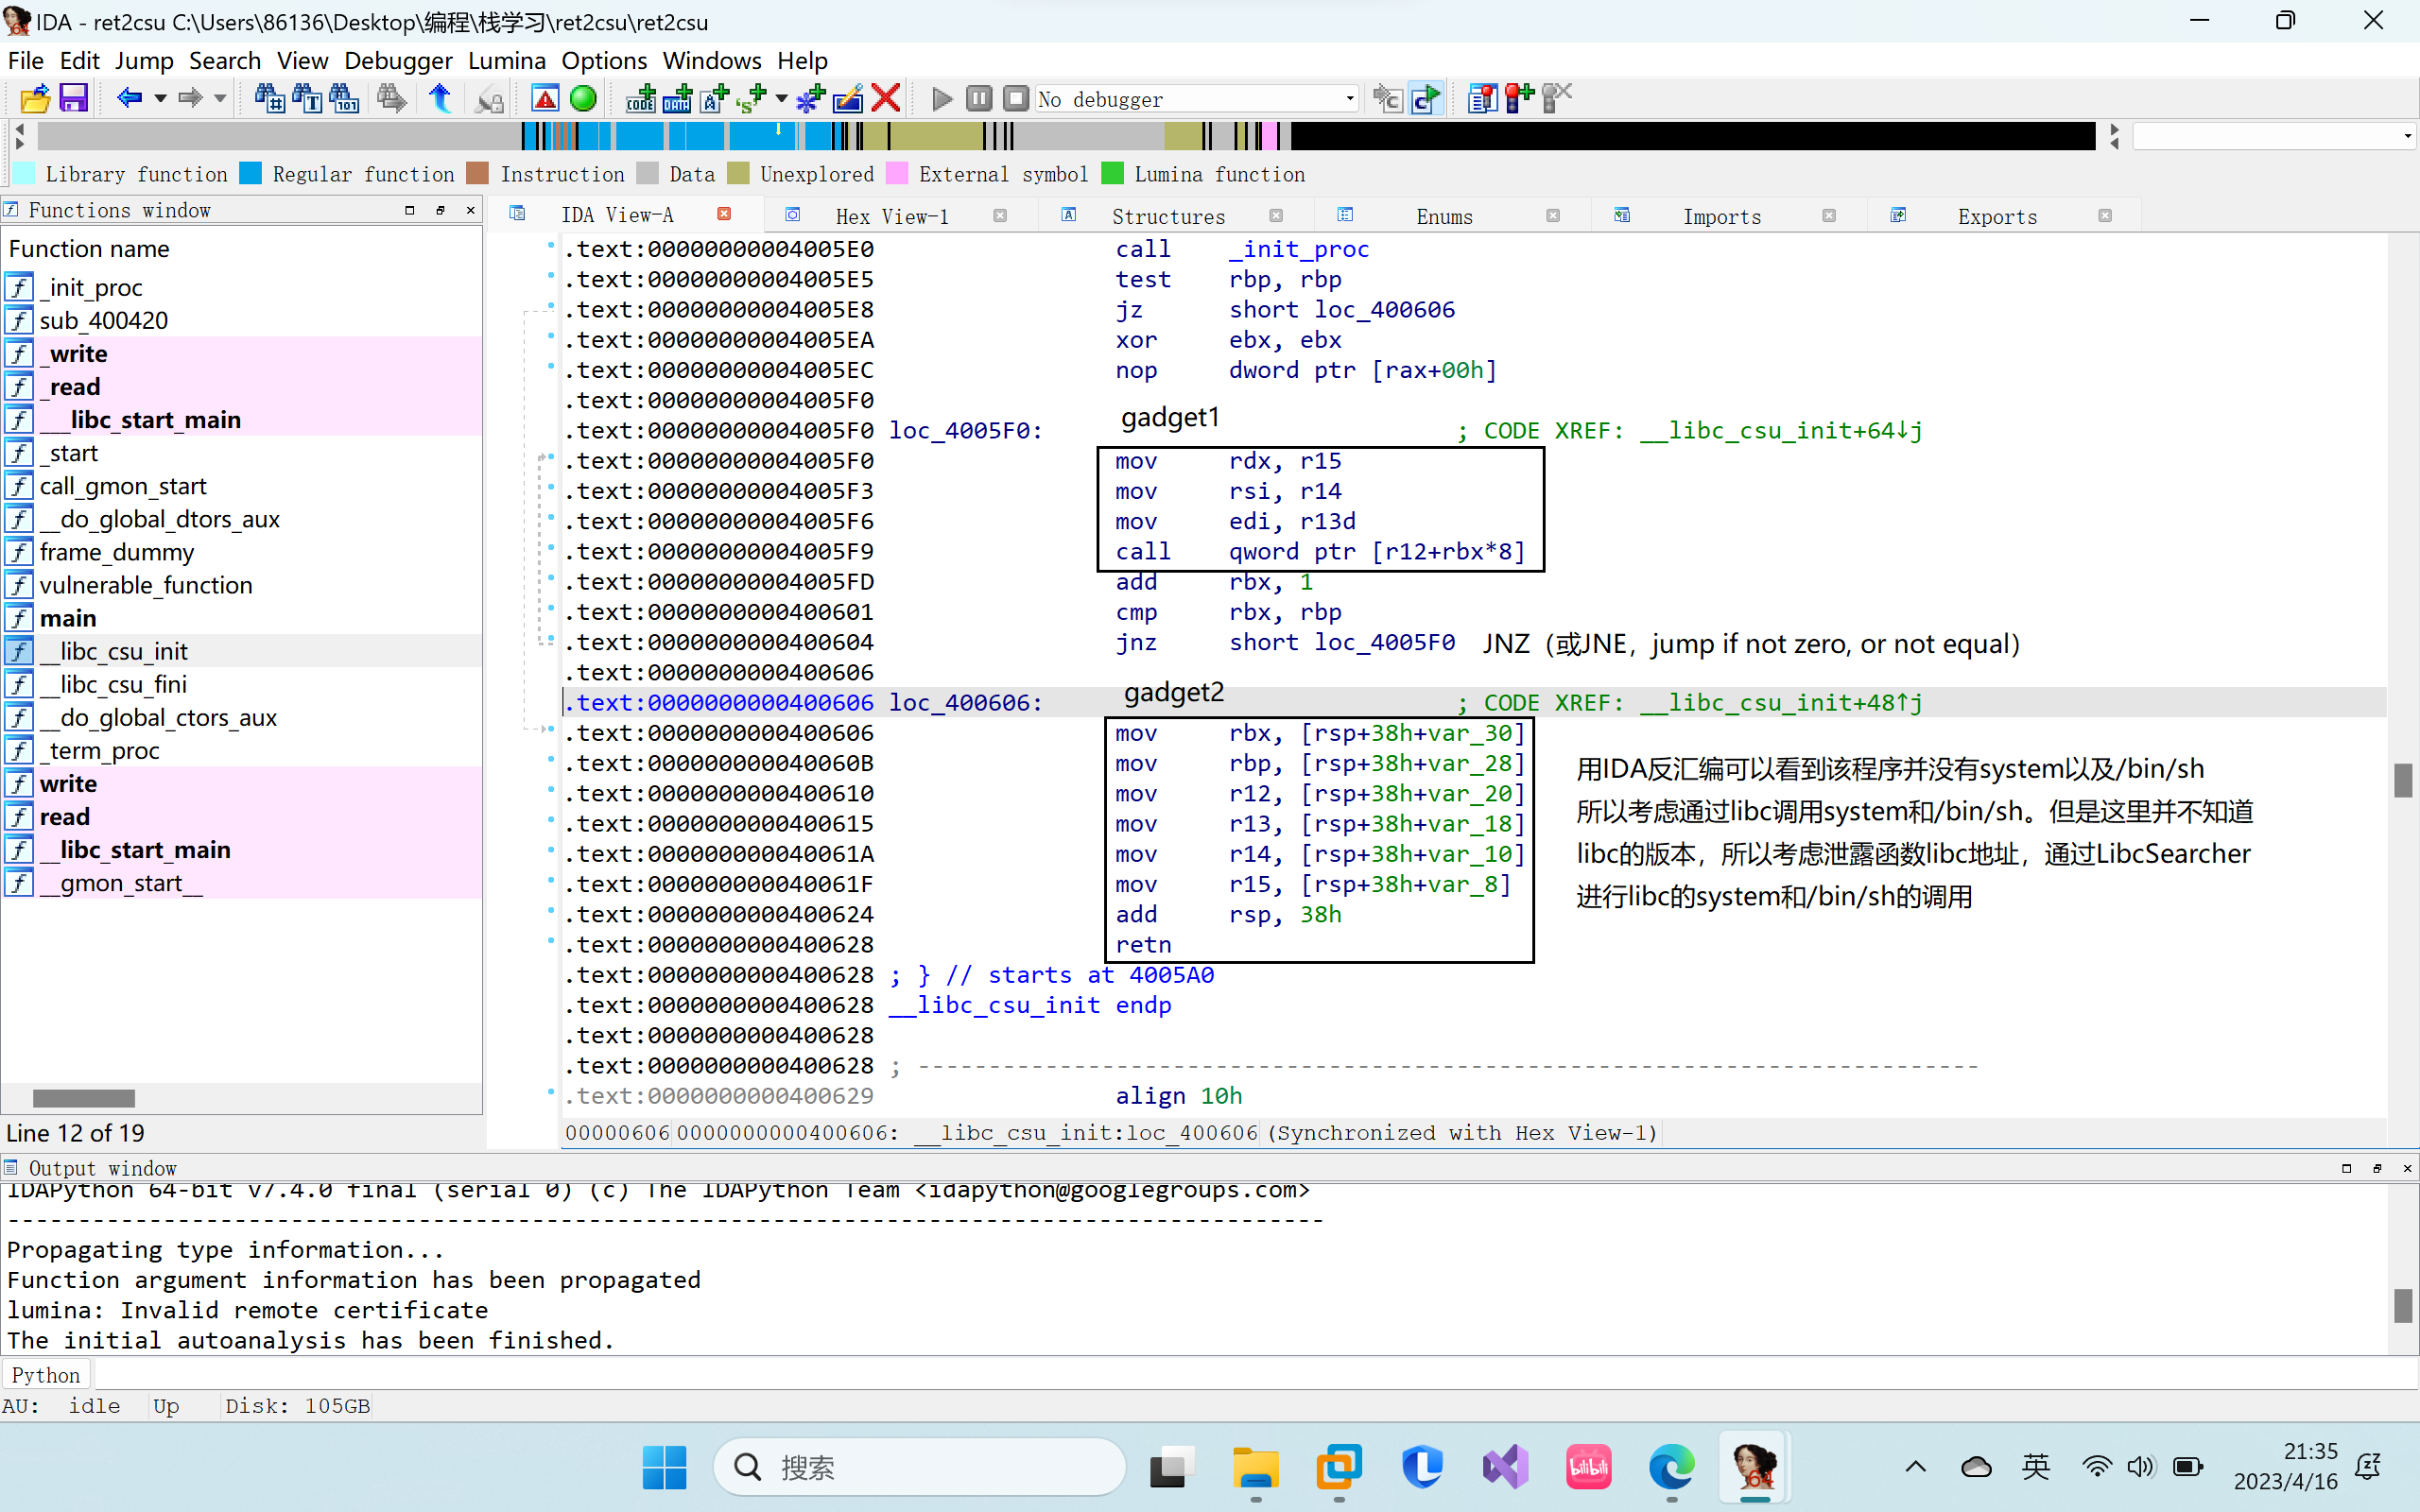 IDA - ret2csu C:\Users\86136\Desktop\编程\栈学习\ret2csu\ret2csu
File Edit Jump Search View Debugger Lumina Options Windows Help
No debugger
Library function Regular function Instruction Data Unexplored External symbol Lumina function
Functions window
Function name
_init_proc
sub_400420
_write
_read
___libc_start_main
_start
call_gmon_start
__do_global_dtors_aux
frame_dummy
vulnerable_function
main
__libc_csu_init
__libc_csu_fini
__do_global_ctors_aux
_term_proc
write
read
__libc_start_main
__gmon_start__
Line 12 of 19
IDA View-A Hex View-1 Structures Enums Imports Exports
.text:00000000004005E0 call _init_proc
.text:00000000004005E5 test rbp, rbp
.text:00000000004005E8 jz short loc_400606
.text:00000000004005EA xor ebx, ebx
.text:00000000004005EC nop dword ptr [rax+00h]
.text:00000000004005F0
gadget1
.text:00000000004005F0 loc_4005F0: ; CODE XREF: __libc_csu_init+64↓j
.text:00000000004005F0 mov rdx, r15
.text:00000000004005F3 mov rsi, r14
.text:00000000004005F6 mov edi, r13d
.text:00000000004005F9 call qword ptr [r12+rbx*8]
.text:00000000004005FD add rbx, 1
.text:0000000000400601 cmp rbx, rbp
.text:0000000000400604 jnz short loc_4005F0 JNZ（或JNE，jump if not zero, or not equal）
.text:0000000000400606
gadget2
.text:0000000000400606 loc_400606: ; CODE XREF: __libc_csu_init+48↑j
.text:0000000000400606 mov rbx, [rsp+38h+var_30]
.text:000000000040060B mov rbp, [rsp+38h+var_28]
.text:0000000000400610 mov r12, [rsp+38h+var_20]
.text:0000000000400615 mov r13, [rsp+38h+var_18]
.text:000000000040061A mov r14, [rsp+38h+var_10]
.text:000000000040061F mov r15, [rsp+38h+var_8]
.text:0000000000400624 add rsp, 38h
.text:0000000000400628 retn
.text:0000000000400628 ; } // starts at 4005A0
.text:0000000000400628 __libc_csu_init endp
.text:0000000000400628
.text:0000000000400628 ; ---------------------------------------------------------------------------
.text:0000000000400629 align 10h
用IDA反汇编可以看到该程序并没有system以及/bin/sh
所以考虑通过libc调用system和/bin/sh。但是这里并不知道
libc的版本，所以考虑泄露函数libc地址，通过LibcSearcher
进行libc的system和/bin/sh的调用
00000606 0000000000400606: __libc_csu_init:loc_400606 (Synchronized with Hex View-1)
Output window
IDAPython 64-bit v7.4.0 final (serial 0) (c) The IDAPython Team <idapython@googlegroups.com>
---------------------------------------------------------------------------------------------
Propagating type information...
Function argument information has been propagated
lumina: Invalid remote certificate
The initial autoanalysis has been finished.
Python
AU: idle Up Disk: 105GB
搜索
bilibili
64
英
21:35
2023/4/16